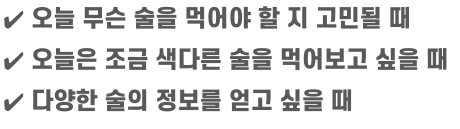 ✔ 오늘 무슨 술을 먹어야 할 지 고민될 때
✔ 오늘은 조금 색다른 술을 먹어보고 싶을 때
✔ 다양한 술의 정보를 얻고 싶을 때